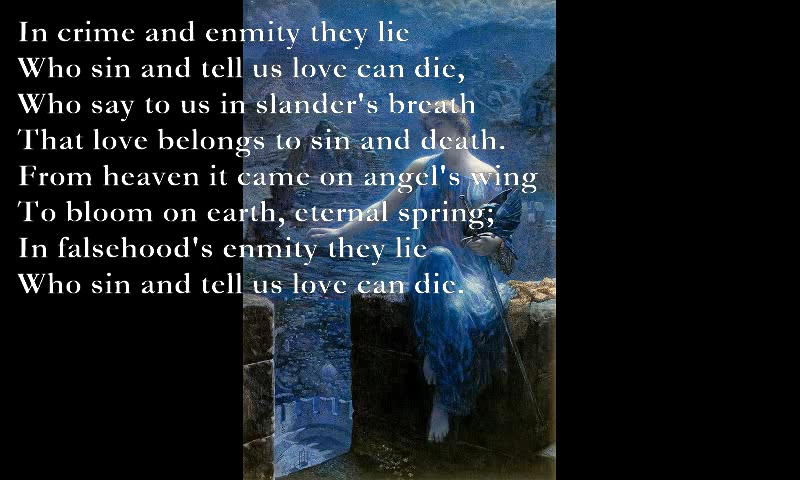 In crime and enmity they lie
Who sin and tell us love can die,
Who say to us in slander's breath
That love belongs to sin and death.
From heaven it came on angel's wing
To bloom on earth, eternal spring;
In falsehood's enmity they lie
Who sin and tell us love can die.